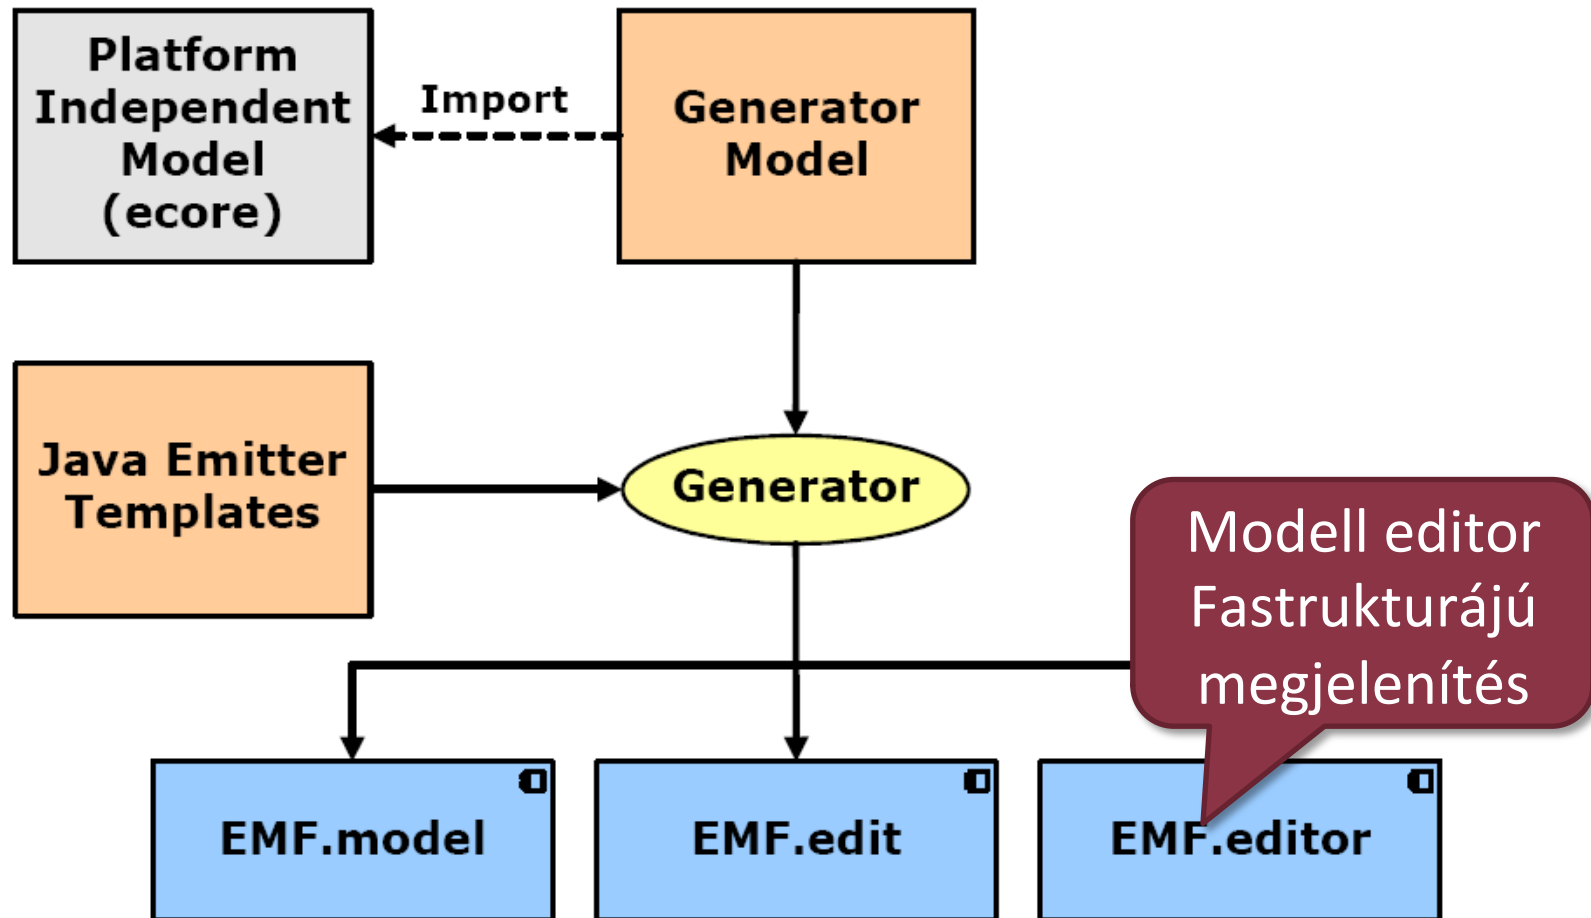 Platform
Independent
Model
(ecore)
Import
Generator
Model
Java Emitter
Templates
Generator
Modell editor
Fastrukturájú
megjelenítés
EMF.model
EMF.edit
EMF.editor